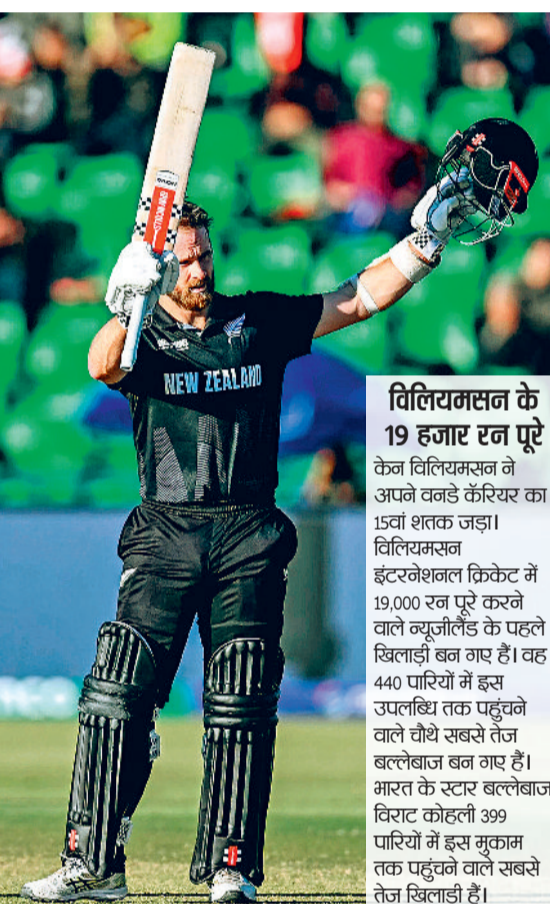 NEW ZEALAND
विलियमसन के
19 हजार रन पूरे
केन विलियमसन ने
अपने वनडे कॅरियर का
15वां शतक जड़ा।
विलियमसन
इंटरनेशनल क्रिकेट में
19,000 रन पूरे करने
वाले न्यूजीलैंड के पहले
खिलाड़ी बन गए हैं। वह
440 पारियों में इस
उपलब्धि तक पहुंचने
वाले चौथे सबसे तेज
बल्लेबाज बन गए हैं।
भारत के स्टार बल्लेबाज
विराट कोहली 399
पारियों में इस मुकाम
तक पहुंचने वाले सबसे
तेज खिलाड़ी हैं।